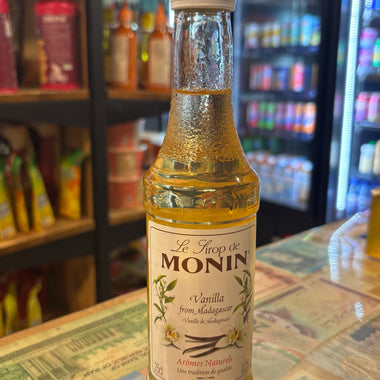 Le Sirop de
MONIN
Vanilla
from Madagascar
Vanille de Madagascar
Arômes Naturels
Une tradition de qualité